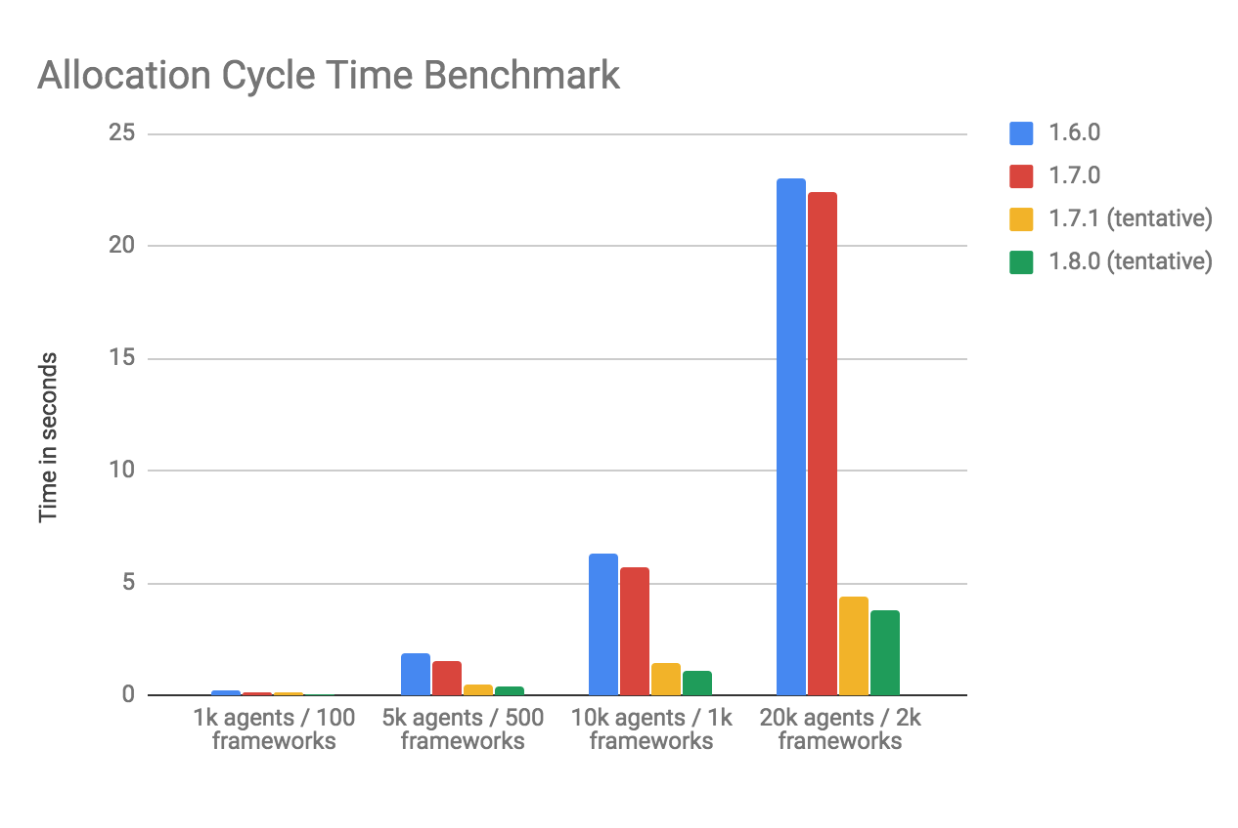 Allocation Cycle Time Benchmark
25
20
15
10
5
0
Time in seconds
1k agents / 100
frameworks
5k agents / 500
frameworks
10k agents / 1k
frameworks
20k agents / 2k
frameworks
1.6.0
1.7.0
1.7.1 (tentative)
1.8.0 (tentative)